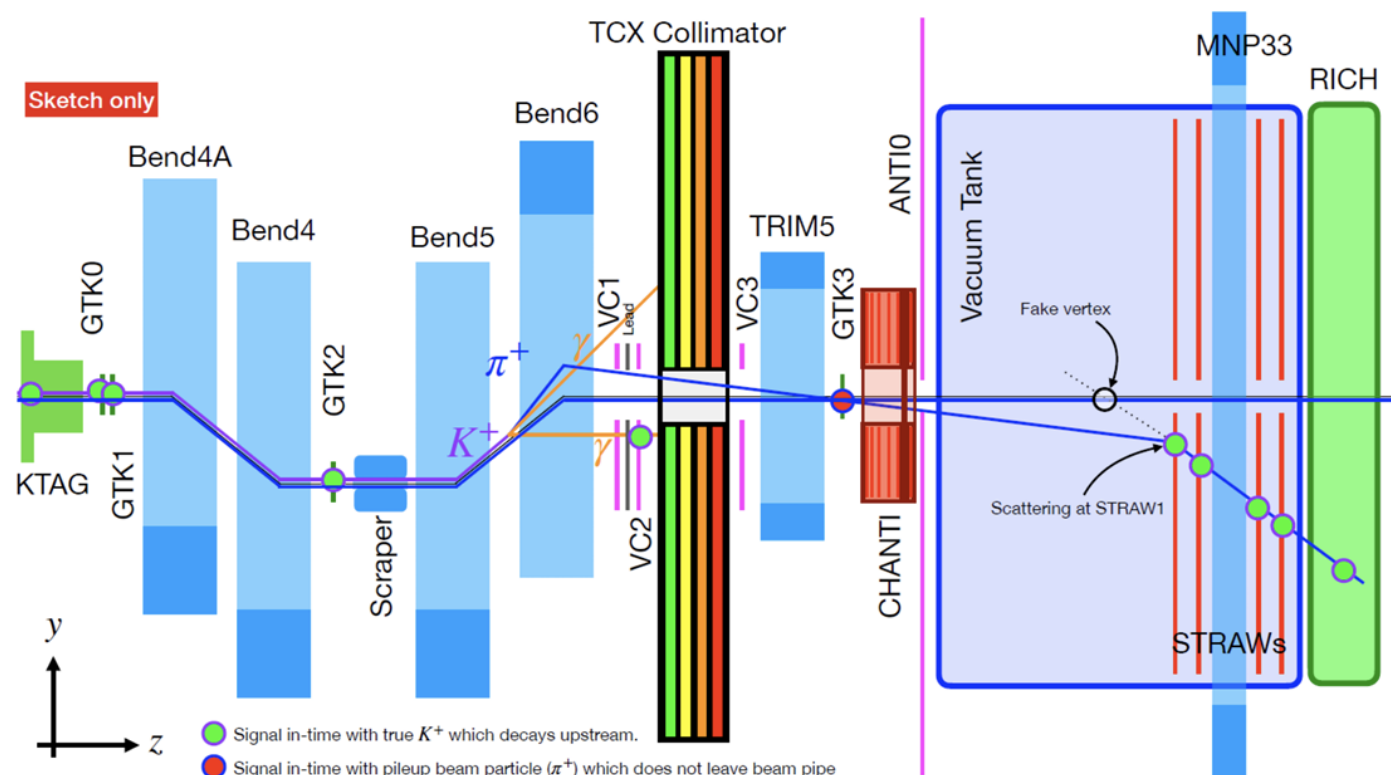 TCX Collimator
MNP33
RICH
Sketch only
Bend6
Bend4A
ANTI0
Bend4
Bend5
TRIM5
Vacuum Tank
GTK0
VC1
Lead
VC3
GTK3
Fake vertex
π⁺
γ
GTK2
K⁺
γ
KTAG
GTK1
Scattering at STRAW1
VC2
Scraper
CHANTI
y
STRAWs
z
Signal in-time with true K⁺ which decays upstream.
Signal in-time with pileup beam particle (π⁺) which does not leave beam pipe